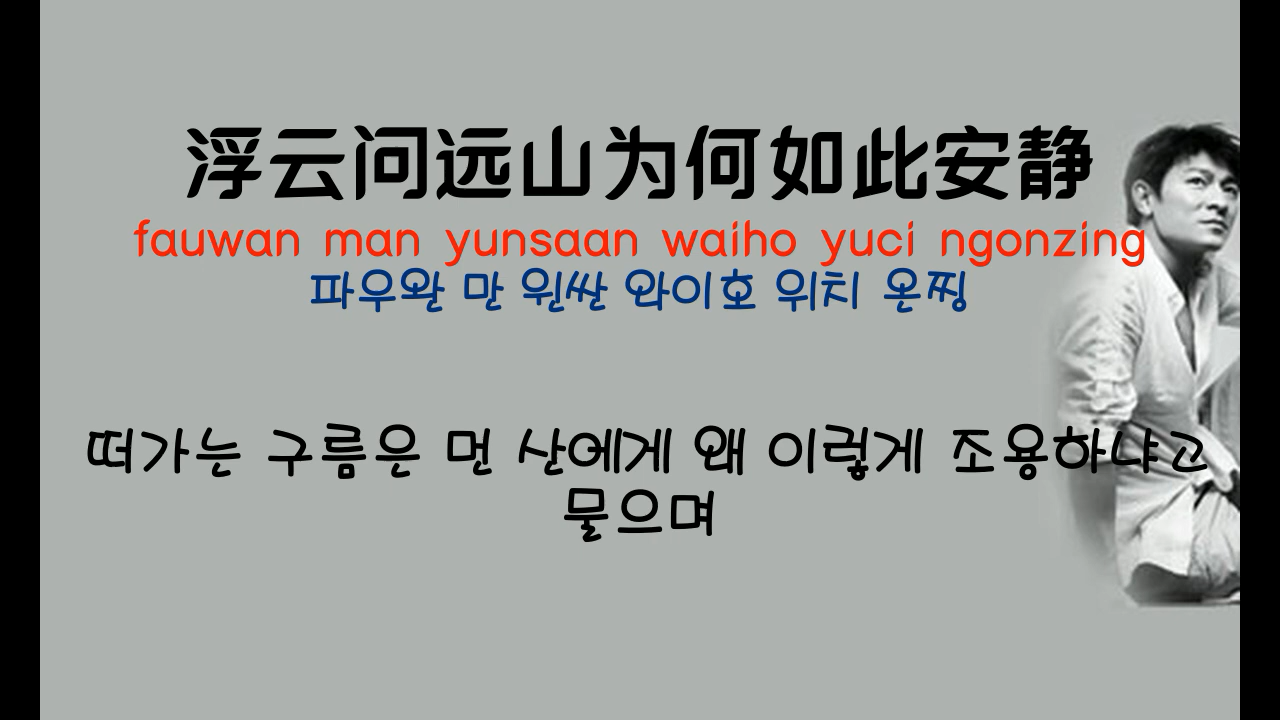 浮云问远山为何如此安静
fauwan man yunsaan waiho yuci ngonzing
파우완 만 윈싼 와이호 위치 온찡
떠가는 구름은 먼 산에게 왜 이렇게 조용하냐고
물으며